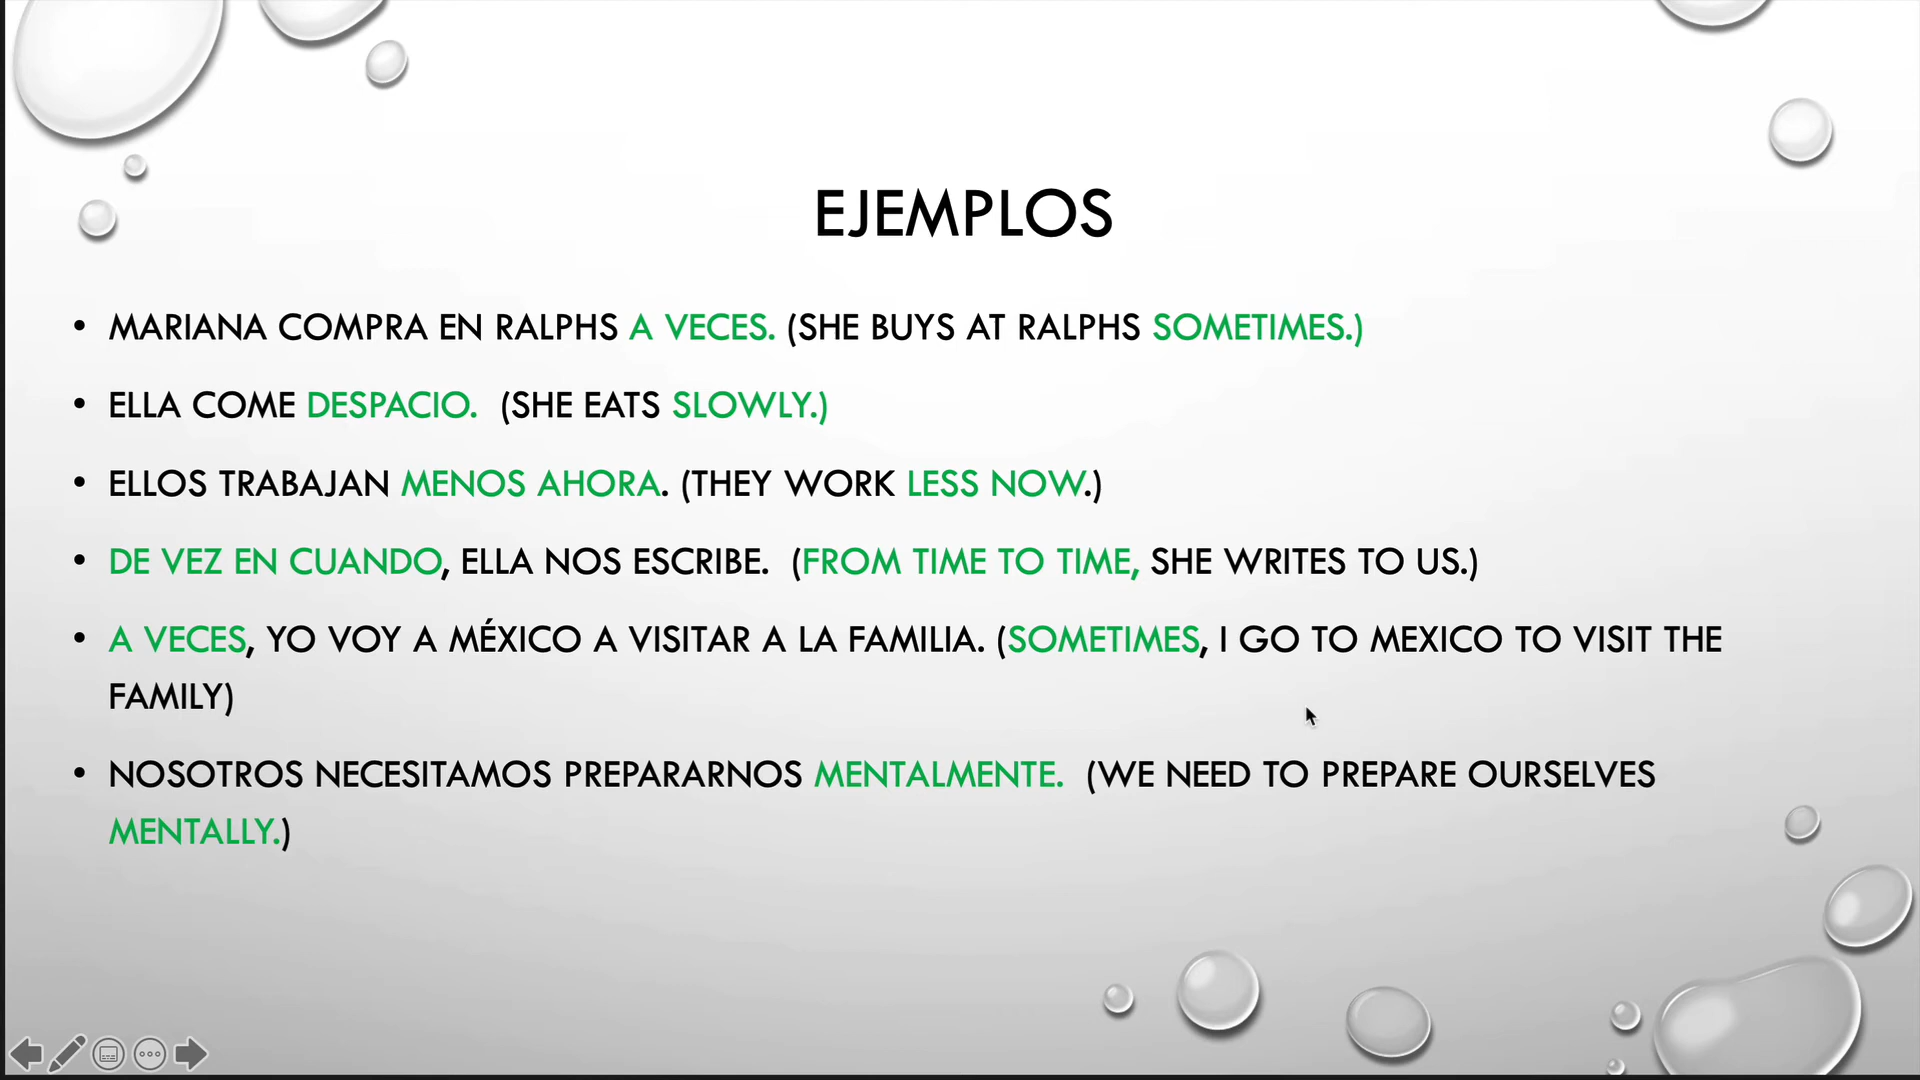 EJEMPLOS
• MARIANA COMPRA EN RALPHS A VECES. (SHE BUYS AT RALPHS SOMETIMES.)
• ELLA COME DESPACIO.  (SHE EATS SLOWLY.)
• ELLOS TRABAJAN MENOS AHORA. (THEY WORK LESS NOW.)
• DE VEZ EN CUANDO, ELLA NOS ESCRIBE.  (FROM TIME TO TIME, SHE WRITES TO US.)
• A VECES, YO VOY A MÉXICO A VISITAR A LA FAMILIA. (SOMETIMES, I GO TO MEXICO TO VISIT THE
FAMILY)
• NOSOTROS NECESITAMOS PREPARARNOS MENTALMENTE.  (WE NEED TO PREPARE OURSELVES
MENTALLY.)